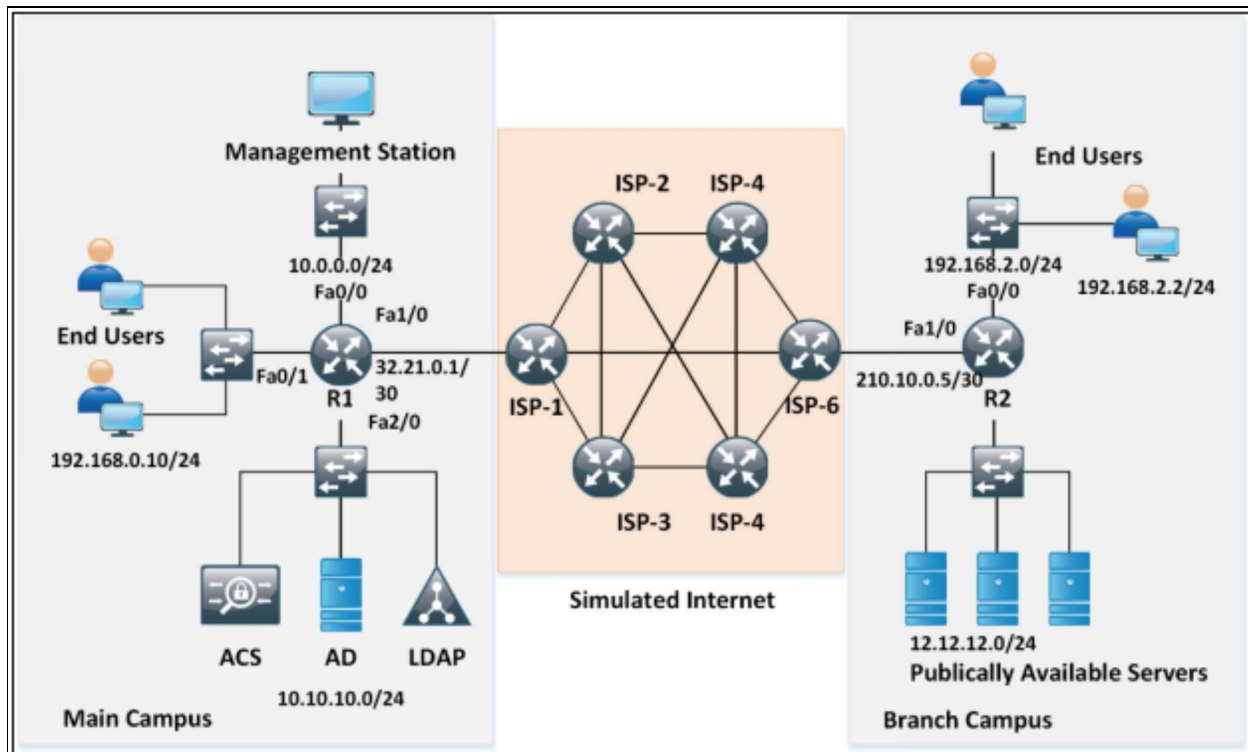 Management Station
10.0.0.0/24
Fa0/0
End Users
192.168.0.10/24
Fa0/1
Fa1/0
R1
32.21.0.1/
30
Fa2/0
ACS
AD
LDAP
10.10.10.0/24
Main Campus
ISP-2
ISP-4
ISP-1
ISP-6
ISP-3
ISP-4
Simulated Internet
End Users
192.168.2.0/24
Fa0/0
192.168.2.2/24
Fa1/0
210.10.0.5/30
R2
12.12.12.0/24
Publically Available Servers
Branch Campus